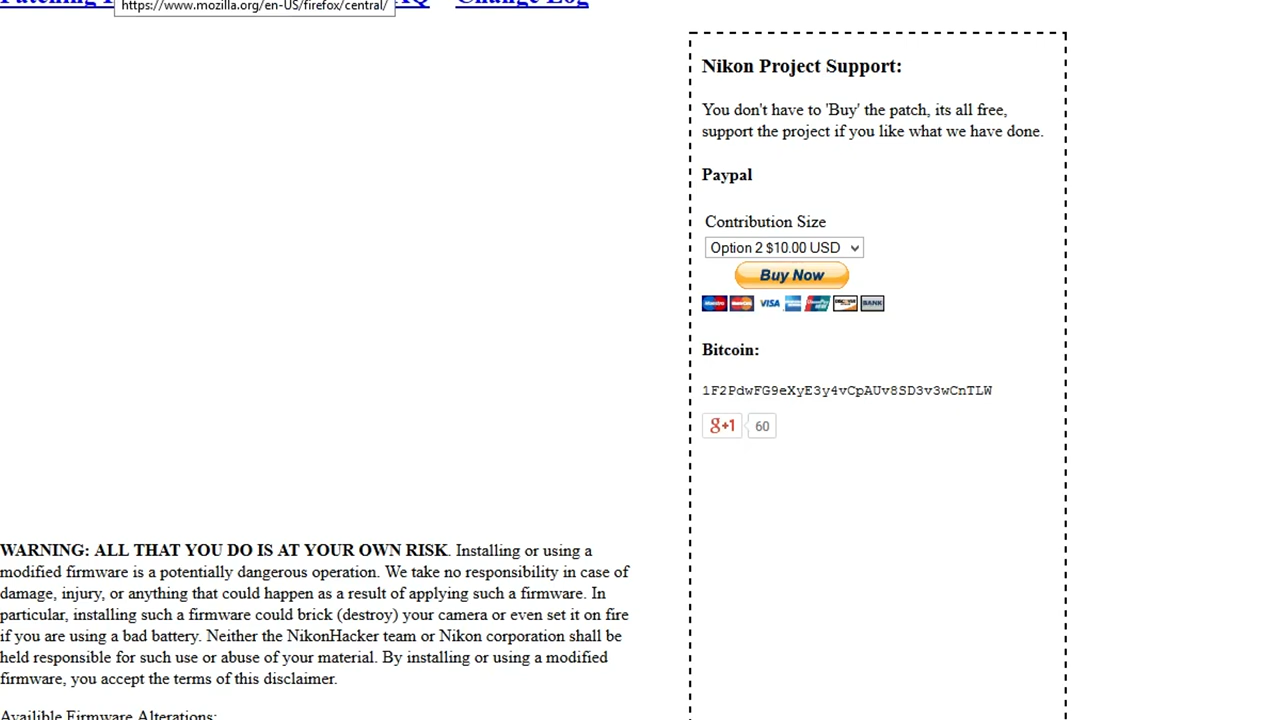 https://www.mozilla.org/en-US/firefox/central/
Change Log
Nikon Project Support:
You don't have to 'Buy' the patch, its all free,
support the project if you like what we have done.
Paypal
Contribution Size
Option 2 $10.00 USD
Buy Now
VISA
BANK
Bitcoin:
1F2PdwFG9eXyE3y4vCpAUv8SD3v3wCnTLW
g+1 60
WARNING: ALL THAT YOU DO IS AT YOUR OWN RISK. Installing or using a
modified firmware is a potentially dangerous operation. We take no responsibility in case of
damage, injury, or anything that could happen as a result of applying such a firmware. In
particular, installing such a firmware could brick (destroy) your camera or even set it on fire
if you are using a bad battery. Neither the NikonHacker team or Nikon corporation shall be
held responsible for such use or abuse of your material. By installing or using a modified
firmware, you accept the terms of this disclaimer.
Availible Firmware Alterations: